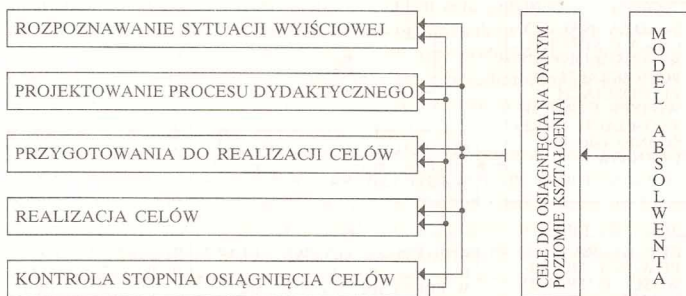 ROZPOZNAWANIE SYTUACJI WYJŚCIOWEJ
PROJEKTOWANIE PROCESU DYDAKTYCZNEGO
PRZYGOTOWANIA DO REALIZACJI CELÓW
REALIZACJA CELÓW
KONTROLA STOPNIA OSIĄGNIĘCIA CELÓW
CELE DO OSIĄGNIĘCIA NA DANYM
POZIOMIE KSZTAŁCENIA
MODEL ABSOLWENTA